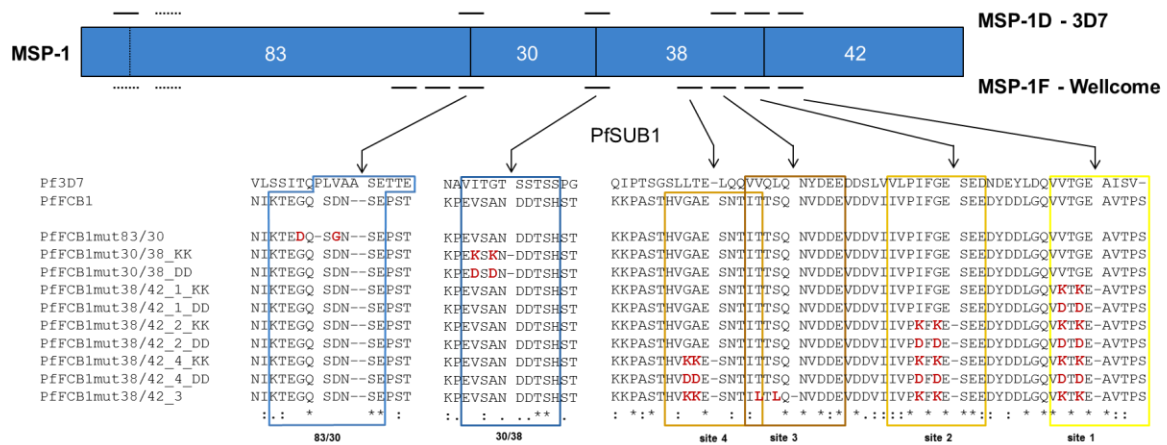 MSP-1D - 3D7
MSP-1 83 30 38 42
MSP-1F - Wellcome
PfSUB1
Pf3D7 VLSSITQPLVAA SETTE NAVITGT SSTSSPG QIPTSGSLLTE-LQQVVQLQ NYDEEDDSLVVVLPIFGE SEDNDEYLDQVVTGE AISV-
PfFCB1 NIKTEGQ SDN--SEPST KPEVSAN DDTSHST KKPASTHVGAE SNTITTSQ NVDDEVDDVIIVPIFGE SEEDYDDLGQVVTGE AVTPS
PfFCB1mut83/30 NIKTEDQ-SGN--SEPST KPEVSAN DDTSHST KKPASTHVGAE SNTITTSQ NVDDEVDDVIIVPIFGE SEEDYDDLGQVVTGE AVTPS
PfFCB1mut30/38_KK NIKTEGQ SDN--SEPST KPEKSKN-DDTSHST KKPASTHVGAE SNTITTSQ NVDDEVDDVIIVPIFGE SEEDYDDLGQVVTGE AVTPS
PfFCB1mut30/38_DD NIKTEGQ SDN--SEPST KPEDSDN-DDTSHST KKPASTHVGAE SNTITTSQ NVDDEVDDVIIVPIFGE SEEDYDDLGQVVTGE AVTPS
PfFCB1mut38/42_1_KK NIKTEGQ SDN--SEPST KPEVSAN DDTSHST KKPASTHVGAE SNTITTSQ NVDDEVDDVIIVPIFGE SEEDYDDLGQVKTKE-AVTPS
PfFCB1mut38/42_1_DD NIKTEGQ SDN--SEPST KPEVSAN DDTSHST KKPASTHVGAE SNTITTSQ NVDDEVDDVIIVPIFGE SEEDYDDLGQVDTDE-AVTPS
PfFCB1mut38/42_2_KK NIKTEGQ SDN--SEPST KPEVSAN DDTSHST KKPASTHVGAE SNTITTSQ NVDDEVDDVIIVPKFKE-SEEDYDDLGQVKTKE-AVTPS
PfFCB1mut38/42_2_DD NIKTEGQ SDN--SEPST KPEVSAN DDTSHST KKPASTHVGAE SNTITTSQ NVDDEVDDVIIVPDFDE-SEEDYDDLGQVDTDE-AVTPS
PfFCB1mut38/42_4_KK NIKTEGQ SDN--SEPST KPEVSAN DDTSHST KKPASTHVKKE-SNTITTSQ NVDDEVDDVIIVPKFKE-SEEDYDDLGQVKTKE-AVTPS
PfFCB1mut38/42_4_DD NIKTEGQ SDN--SEPST KPEVSAN DDTSHST KKPASTHVDDE-SNTITTSQ NVDDEVDDVIIVPDFDE-SEEDYDDLGQVDTDE-AVTPS
PfFCB1mut38/42_3 NIKTEGQ SDN--SEPST KPEVSAN DDTSHST KKPASTHVKKE-SNTILTLQ-NVDDEVDDVIIVPKFKE-SEEDYDDLGQVKTKE-AVTPS
83/30 30/38 site 4 site 3 site 2 site 1